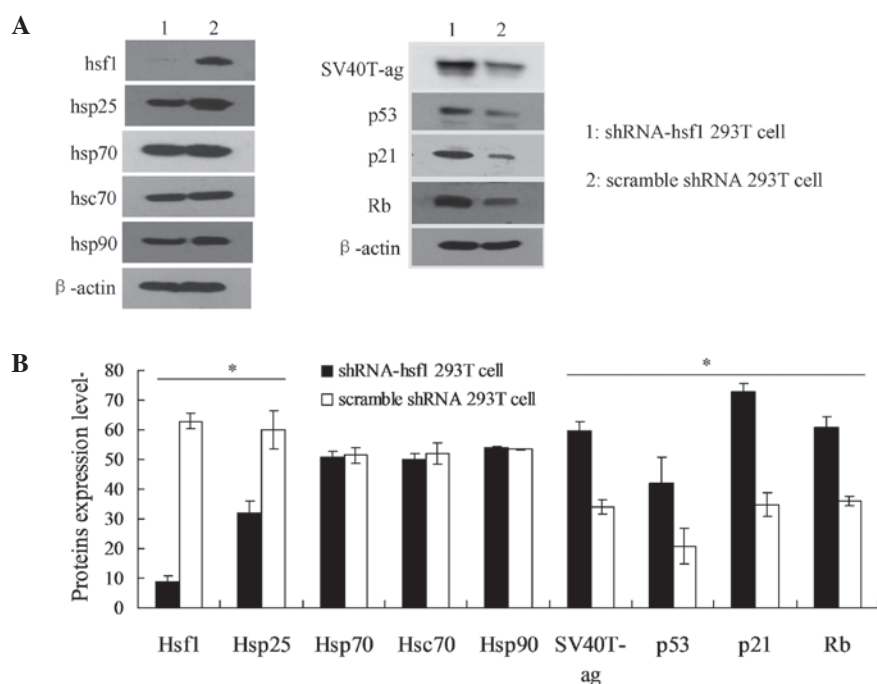 A
1 2
hsf1
hsp25
hsp70
hsc70
hsp90
β-actin
1 2
SV40T-ag
p53
p21
Rb
β-actin
1: shRNA-hsf1 293T cell
2: scramble shRNA 293T cell
B
Proteins expression level-
80
70
60
50
40
30
20
10
0
*
shRNA-hsf1 293T cell
scramble shRNA 293T cell
*
Hsf1 Hsp25 Hsp70 Hsc70 Hsp90 SV40T- p53 p21 Rb
ag